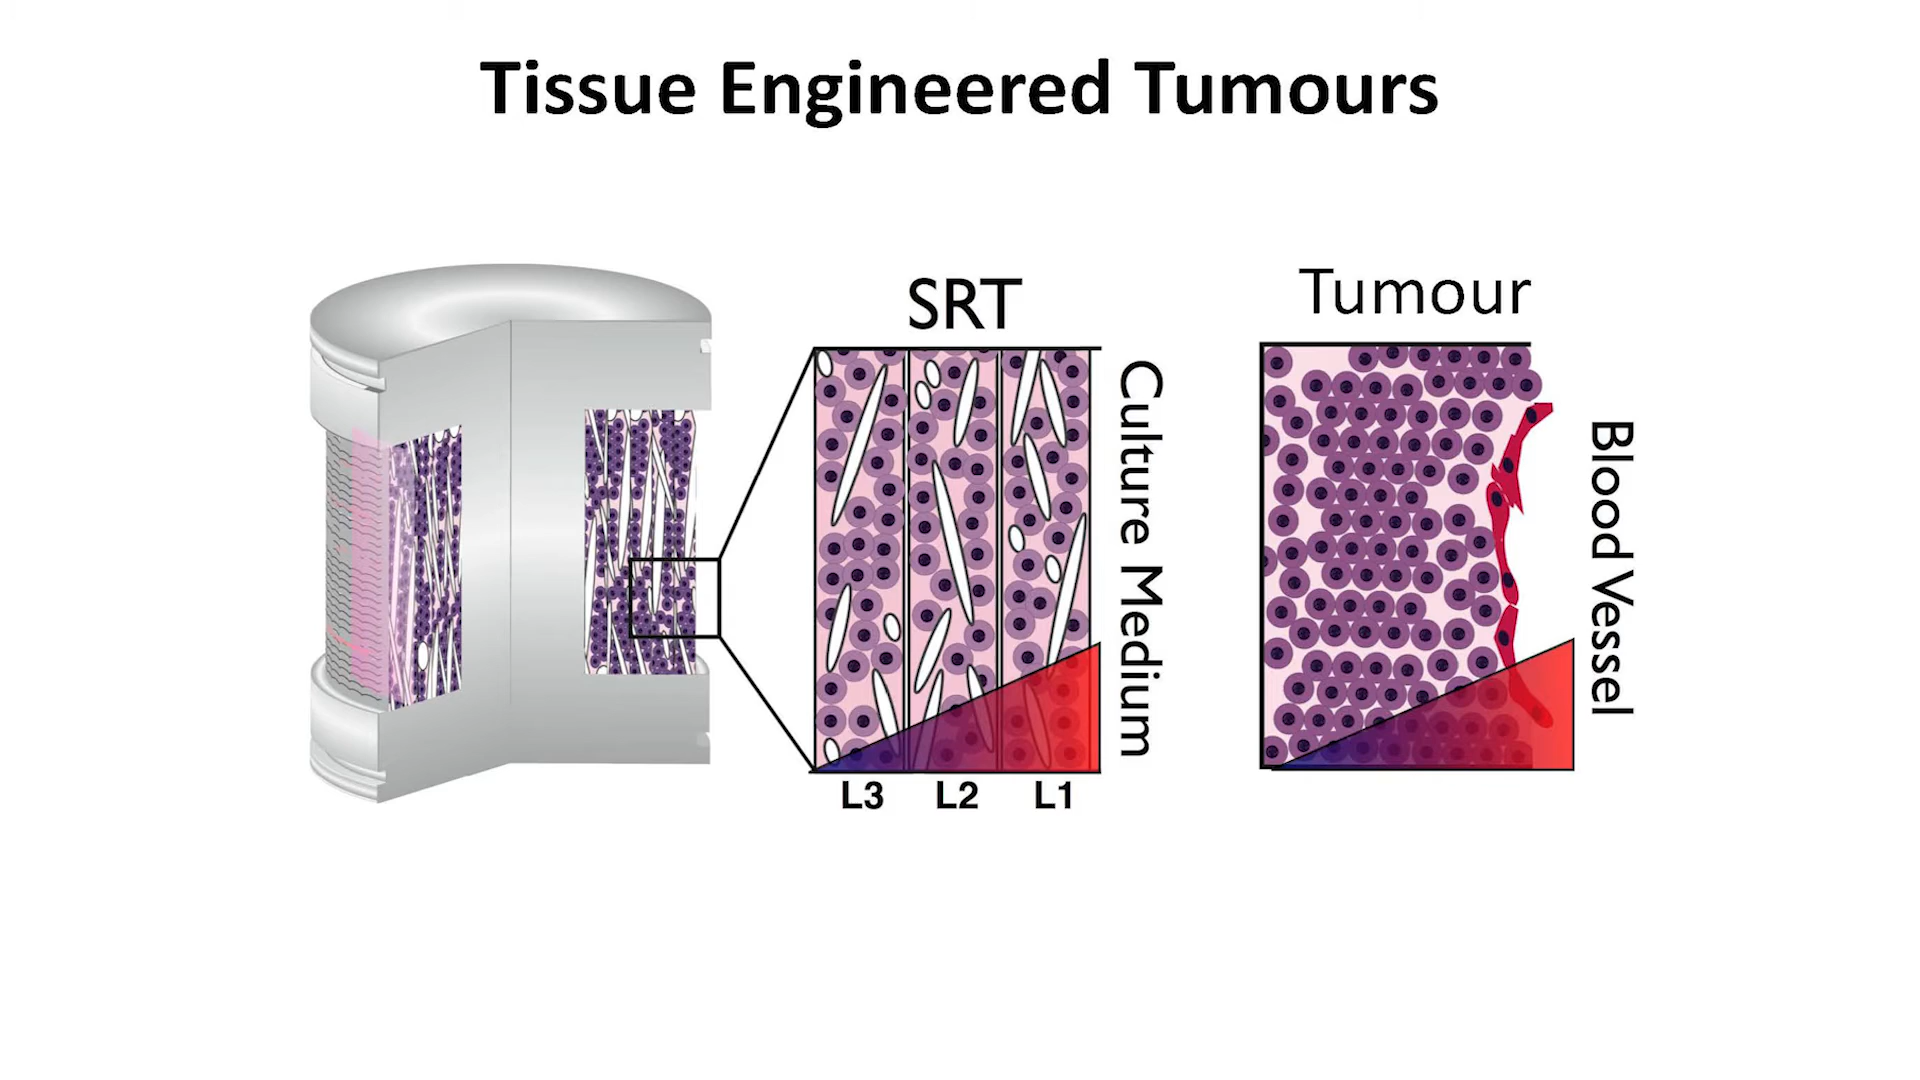 Tissue Engineered Tumours
SRT
Culture Medium
L3 L2 L1
Tumour
Blood Vessel